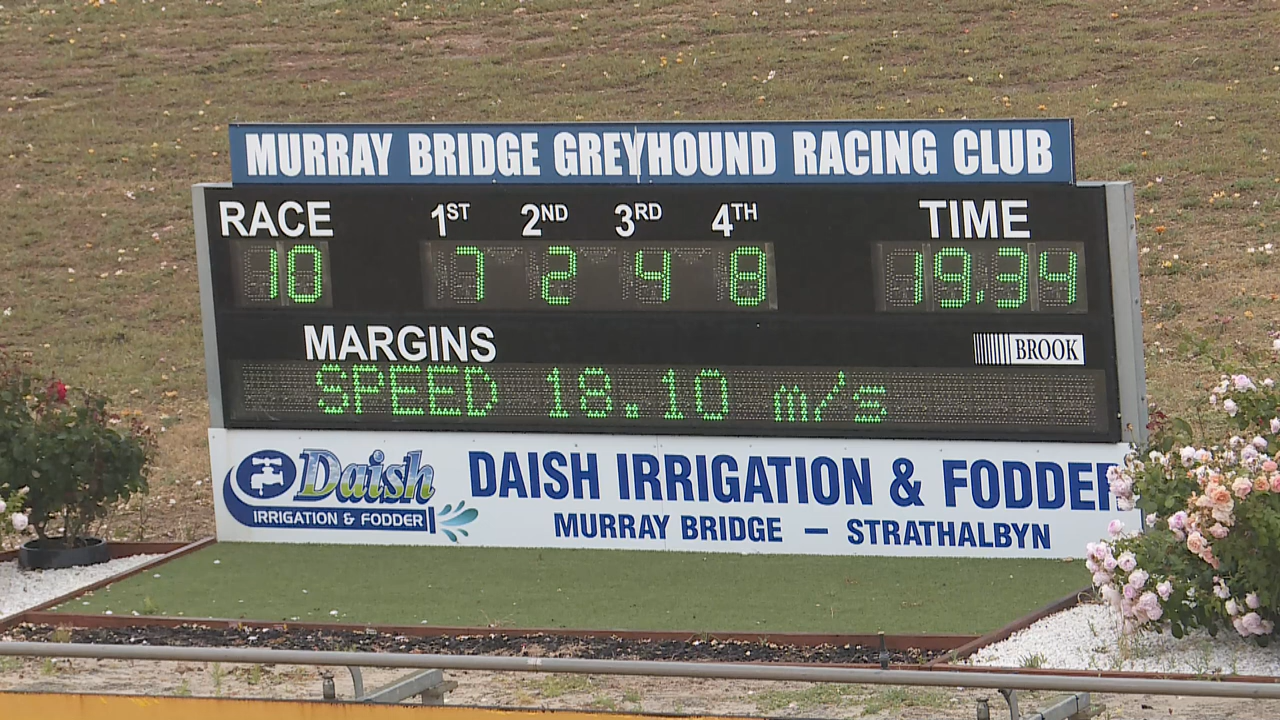 MURRAY BRIDGE GREYHOUND RACING CLUB
RACE 1ST 2ND 3RD 4TH TIME
10 7 2 4 8 19.34
MARGINS
BROOK
SPEED 18.10 m/s
Daish
IRRIGATION & FODDER
DAISH IRRIGATION & FODDER
MURRAY BRIDGE – STRATHALBYN